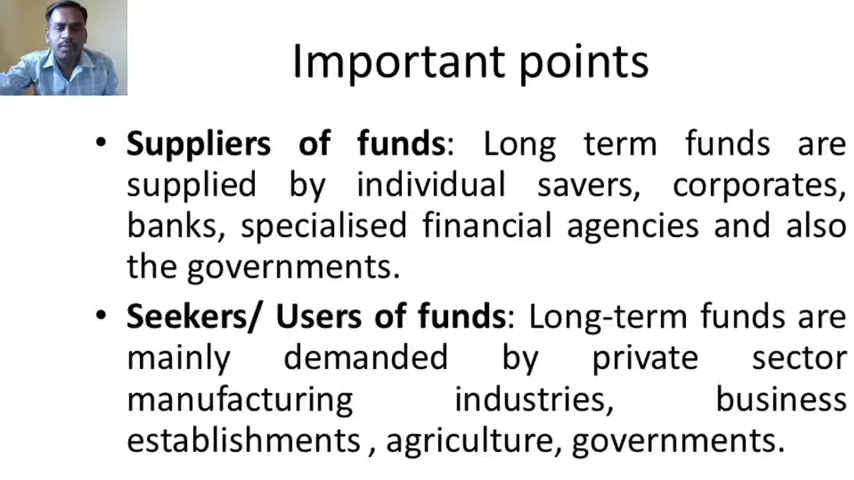 Important points
• Suppliers of funds: Long term funds are
supplied by individual savers, corporates,
banks, specialised financial agencies and also
the governments.
• Seekers/ Users of funds: Long-term funds are
mainly demanded by private sector
manufacturing industries, business
establishments , agriculture, governments.